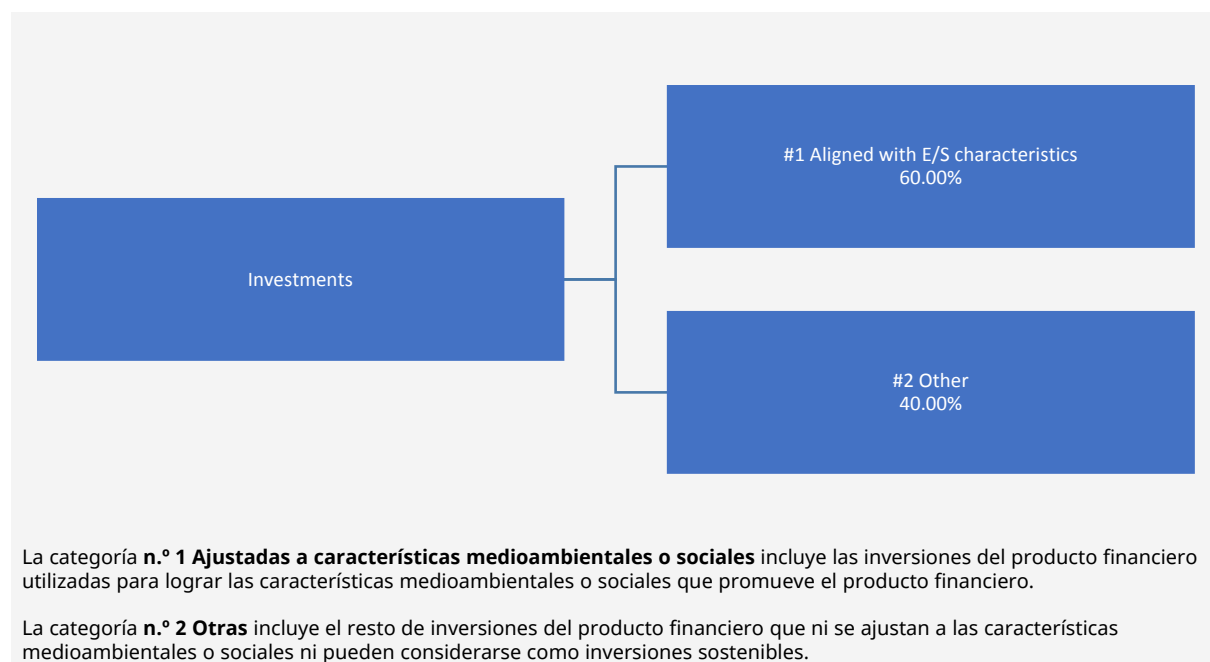 #1 Aligned with E/S characteristics
60.00%
Investments
#2 Other
40.00%
La categoría n.º 1 Ajustadas a características medioambientales o sociales incluye las inversiones del producto financiero
utilizadas para lograr las características medioambientales o sociales que promueve el producto financiero.
La categoría n.º 2 Otras incluye el resto de inversiones del producto financiero que ni se ajustan a las características
medioambientales o sociales ni pueden considerarse como inversiones sostenibles.